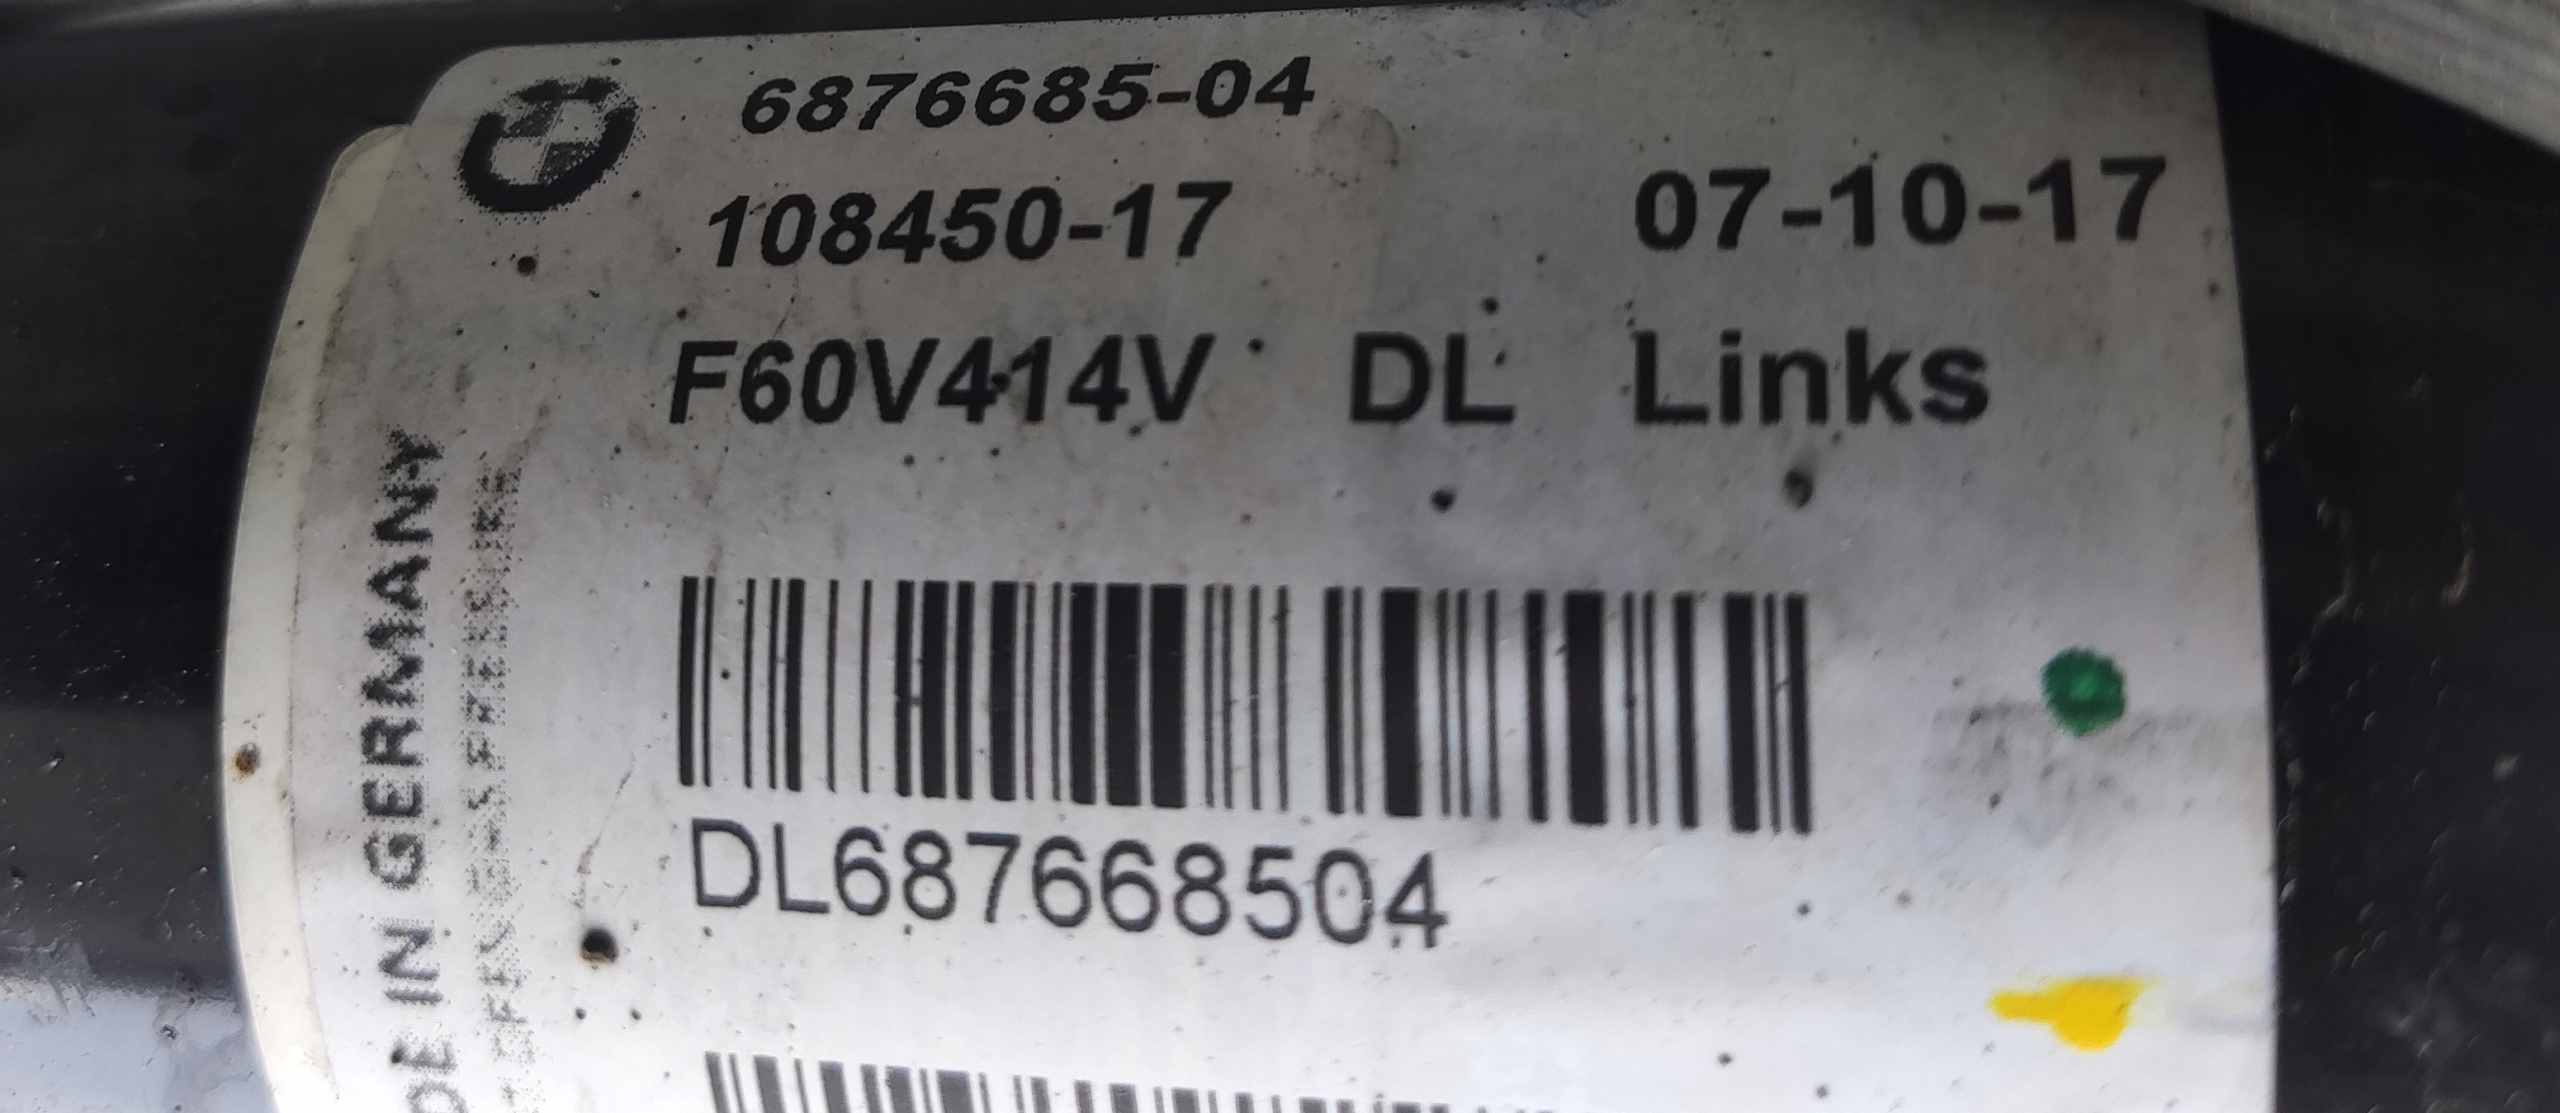 6876685-04
108450-17 07-10-17
F60V414V DL Links
DL687668504
DE IN GERMANY